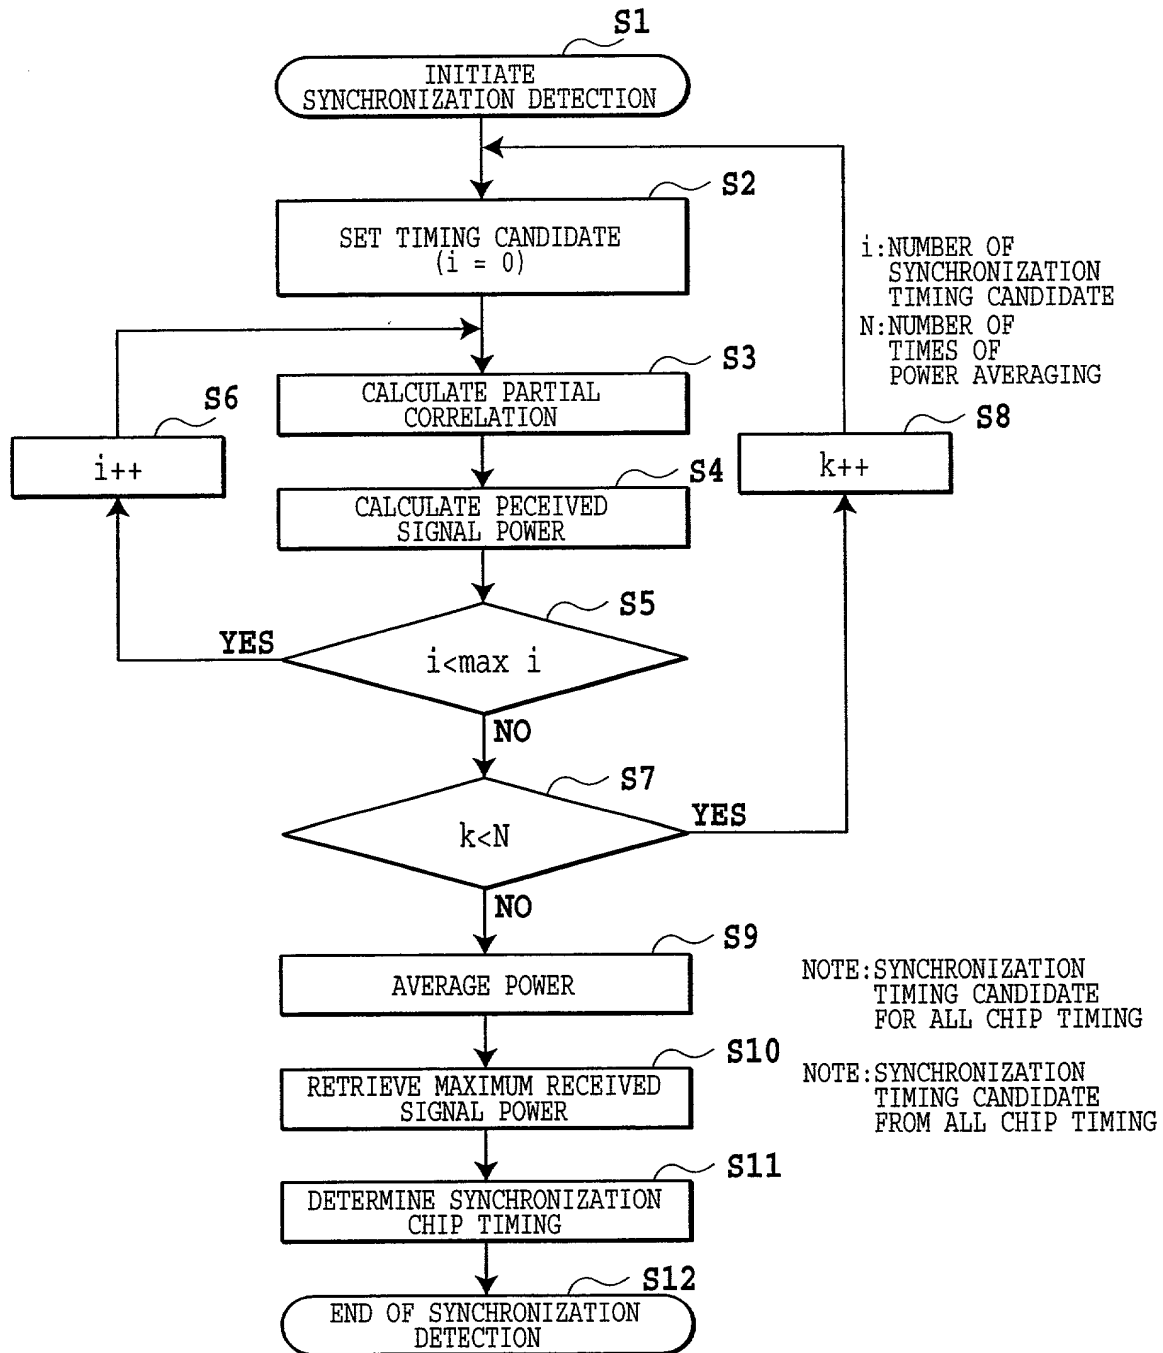 S1
INITIATE
SYNCHRONIZATION DETECTION
S2
SET TIMING CANDIDATE
(i = 0)
i:NUMBER OF
SYNCHRONIZATION
TIMING CANDIDATE
N:NUMBER OF
TIMES OF
POWER AVERAGING
S3
CALCULATE PARTIAL
CORRELATION
S6
i++
S8
k++
S4
CALCULATE PECEIVED
SIGNAL POWER
S5
YES
i<max i
NO
S7
k<N
YES
NO
S9
AVERAGE POWER
NOTE:SYNCHRONIZATION
TIMING CANDIDATE
FOR ALL CHIP TIMING
S10
RETRIEVE MAXIMUM RECEIVED
SIGNAL POWER
NOTE:SYNCHRONIZATION
TIMING CANDIDATE
FROM ALL CHIP TIMING
S11
DETERMINE SYNCHRONIZATION
CHIP TIMING
S12
END OF SYNCHRONIZATION
DETECTION